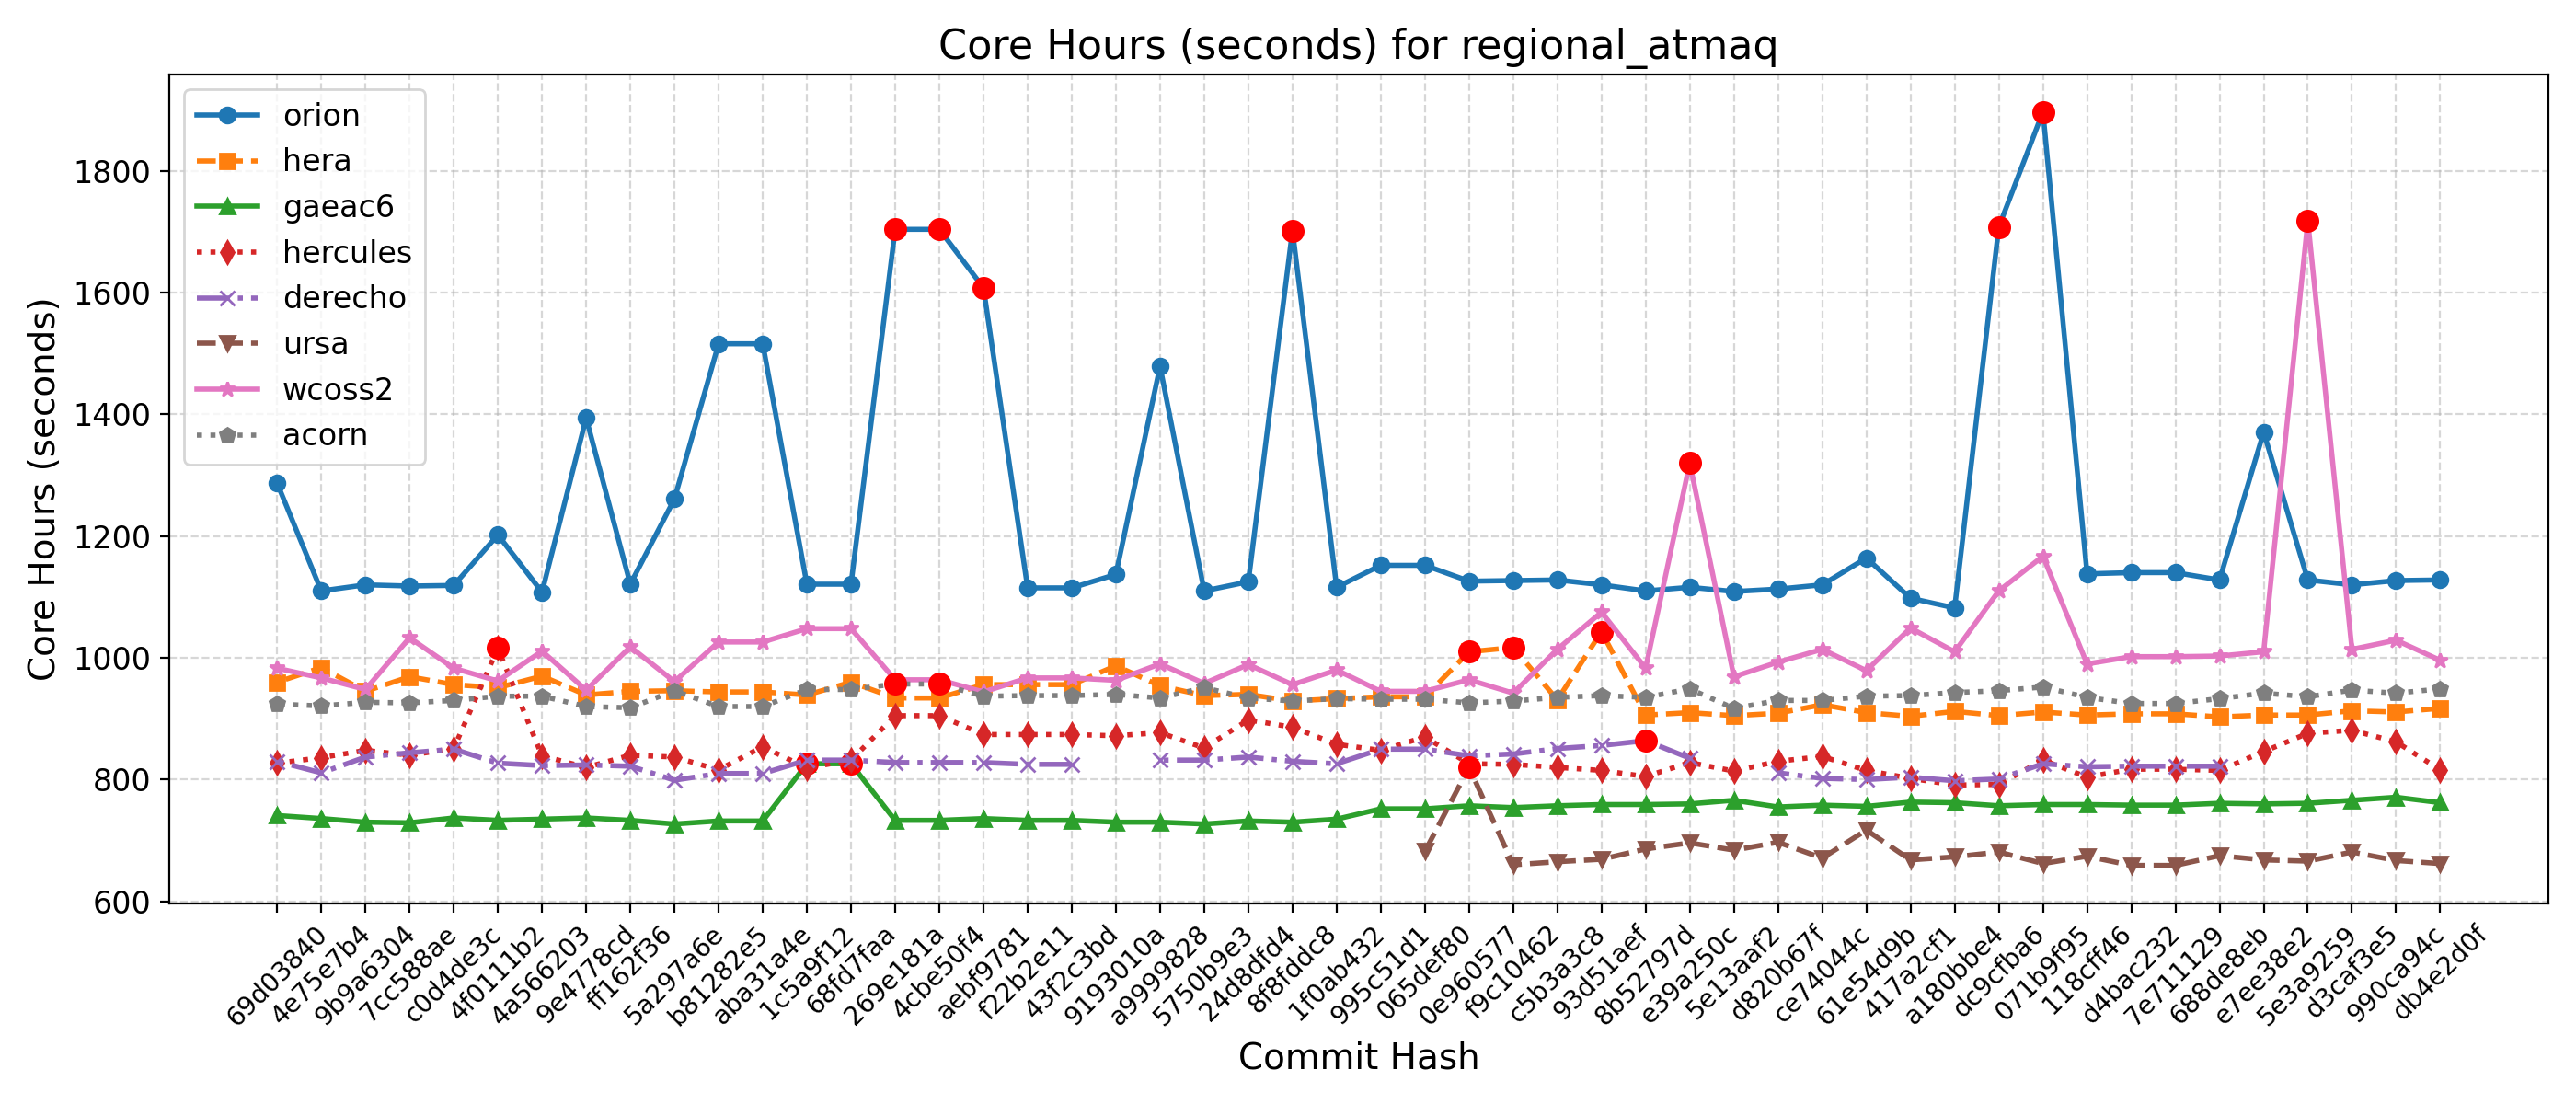 Core Hours (seconds) for regional_atmaq
Core Hours (seconds)
1800
1600
1400
1200
1000
800
600
orion
hera
gaeac6
hercules
derecho
ursa
wcoss2
acorn
69d03840
4e75e7b4
9b9a6304
7cc588ae
c0d4de3c
4f0111b2
4a566203
9e4778cd
ff162f36
5a297a6e
b81282e5
aba31a4e
1c5a9f12
68fd7faa
269e181a
4cbe50f4
aebf9781
f22b2e11
43f2c3bd
9193010a
a9999828
5750b9e3
24d8dfd4
8f8fddc8
1f0ab432
995c51d1
065def80
0e960577
f9c10462
c5b3a3c8
93d51aef
8b52797d
e39a250c
5e13aaf2
d820b67f
ce74044c
61e54d9b
417a2cf1
a180bbe4
dc9cfba6
071b9f95
118cff46
d4bac232
7e711129
688de8eb
e7ee38e2
5e3a9259
d3caf3e5
990ca94c
db4e2d0f
Commit Hash